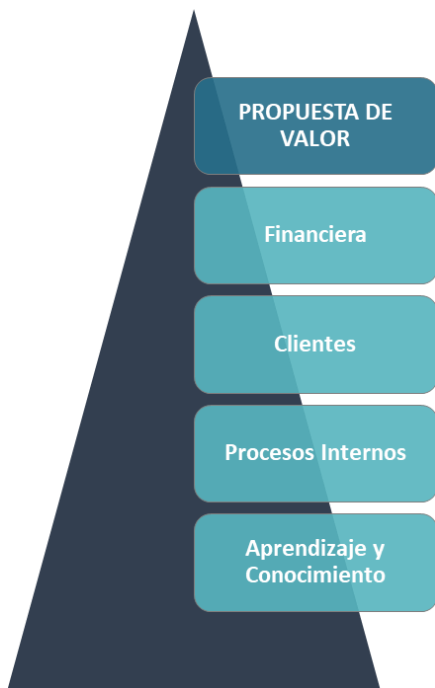 PROPUESTA DE
VALOR
Financiera
Clientes
Procesos Internos
Aprendizaje y
Conocimiento